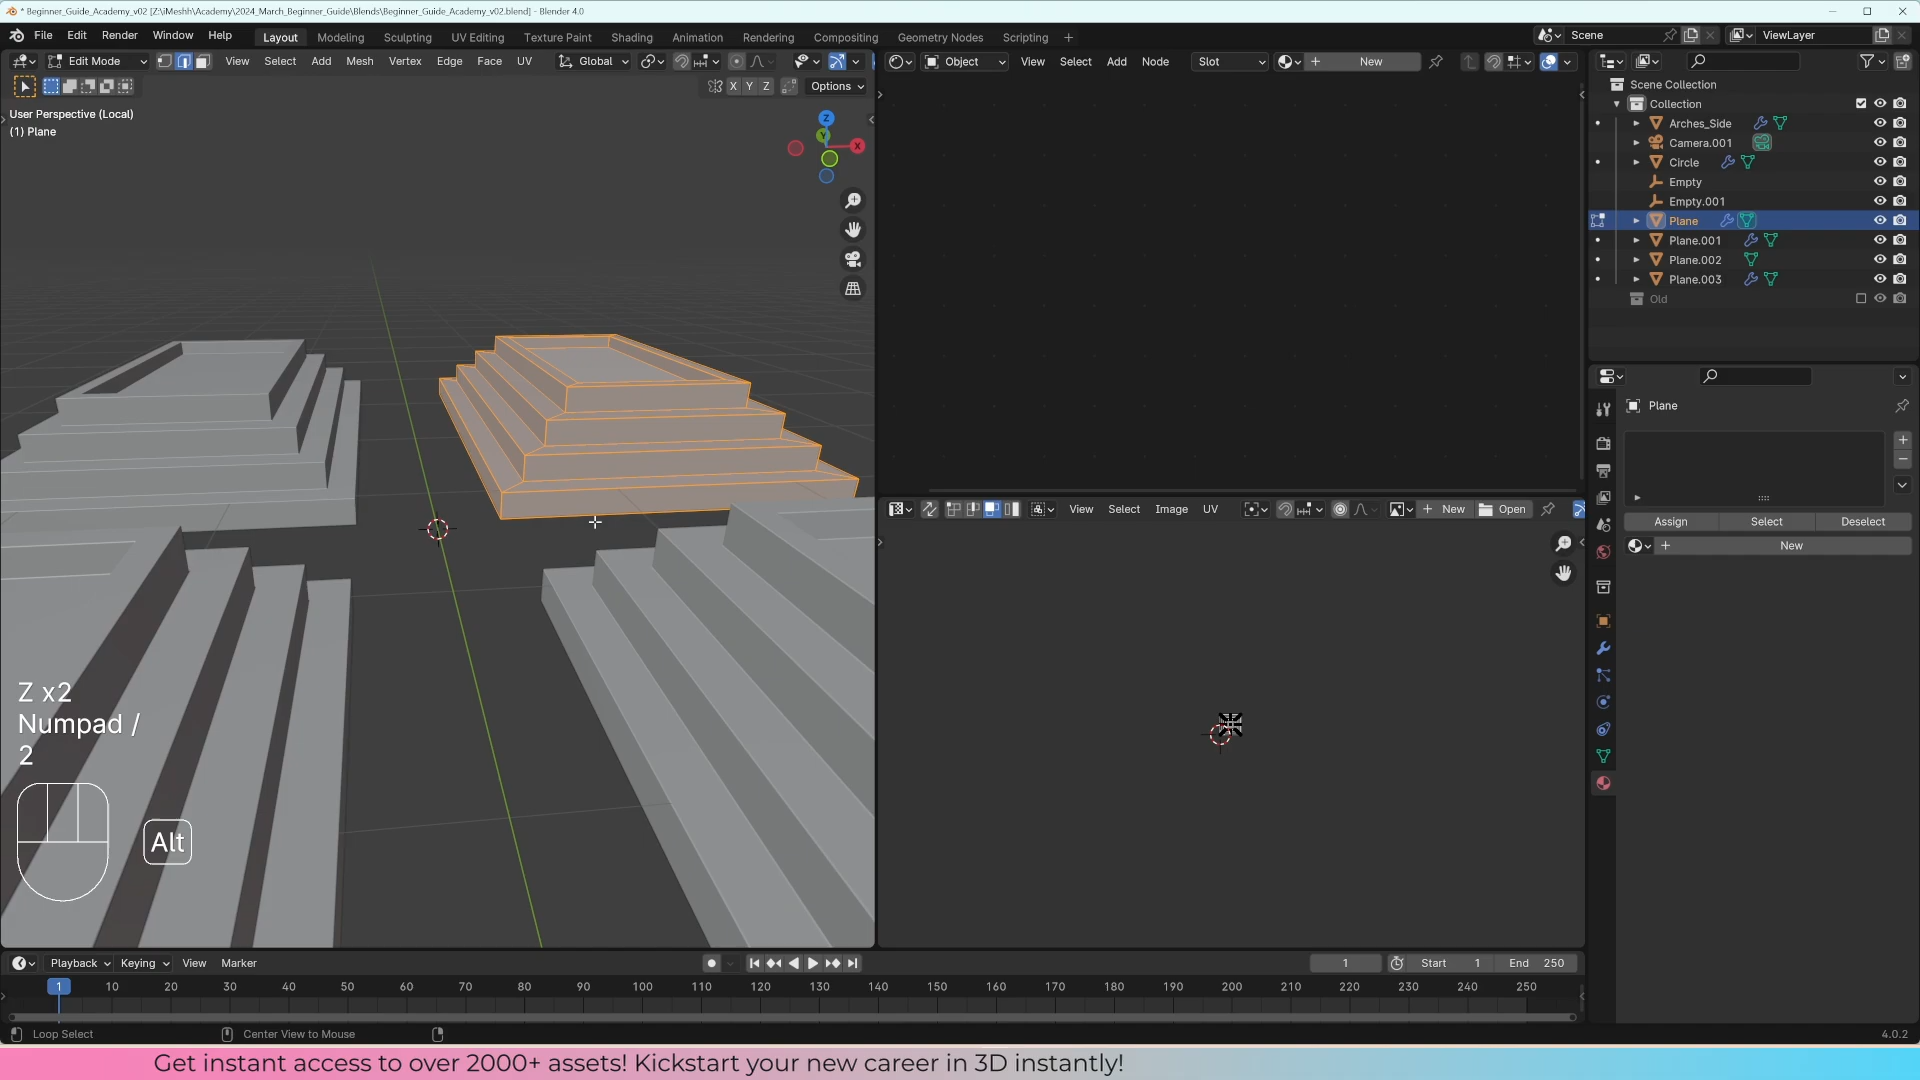 * Beginner_Guide_Academy_v02 [Z:\iMeshh\Academy\2024_March_Beginner_Guide\Blends\Beginner_Guide_Academy_v02.blend] - Blender 4.0
File Edit Render Window Help Layout Modeling Sculpting UV Editing Texture Paint Shading Animation Rendering Compositing Geometry Nodes Scripting + Scene ViewLayer
Edit Mode View Select Add Mesh Vertex Edge Face UV Global Object View Select Add Node Slot New
X Y Z Options
User Perspective (Local)
(1) Plane
Z
Y
X
Scene Collection
Collection
Arches_Side
Camera.001
Circle
Empty
Empty.001
Plane
Plane.001
Plane.002
Plane.003
Old
Plane
Assign Select Deselect
New
View Select Image UV New Open
Z x2
Numpad /
2
Alt
Playback Keying View Marker 1 Start 1 End 250
1 10 20 30 40 50 60 70 80 90 100 110 120 130 140 150 160 170 180 190 200 210 220 230 240 250
Loop Select Center View to Mouse 4.0.2
Get instant access to over 2000+ assets! Kickstart your new career in 3D instantly!